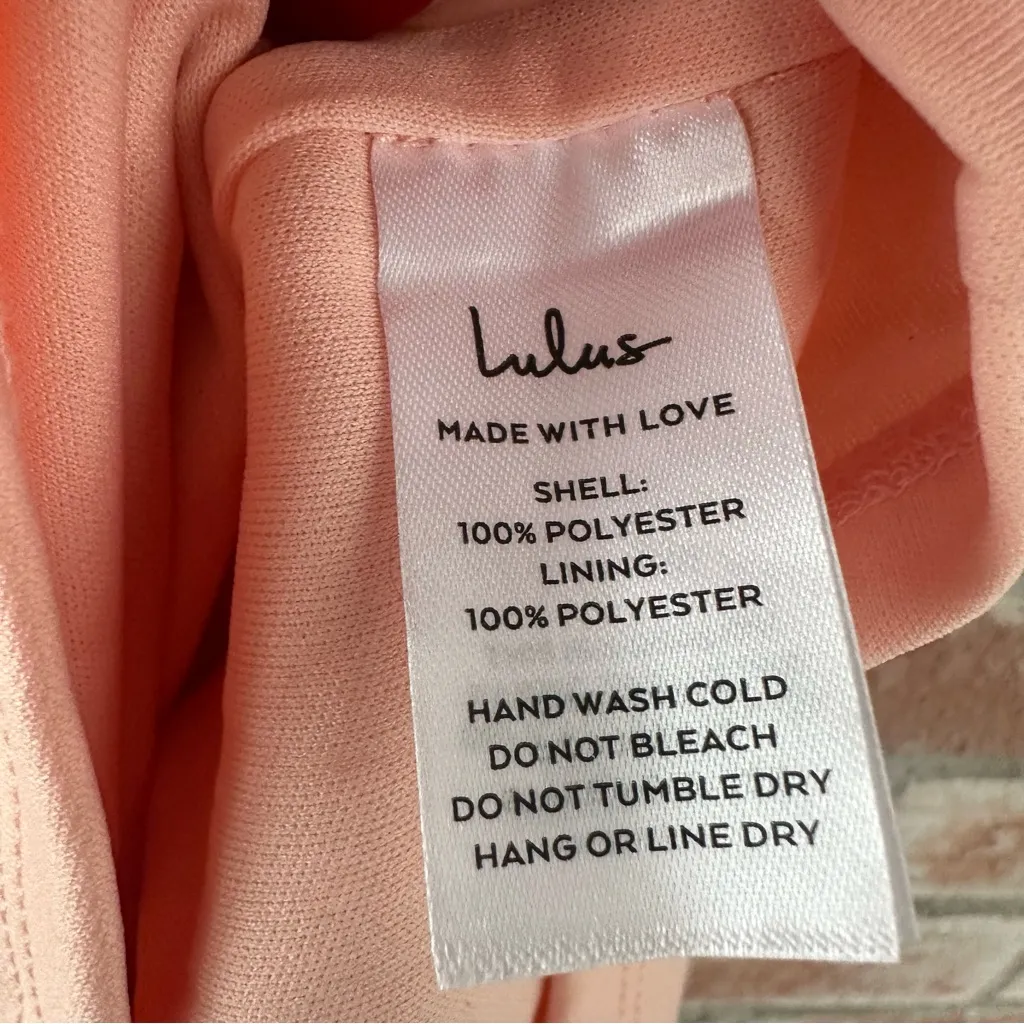 Lulus
MADE WITH LOVE
SHELL:
100% POLYESTER
LINING:
100% POLYESTER
HAND WASH COLD
DO NOT BLEACH
DO NOT TUMBLE DRY
HANG OR LINE DRY